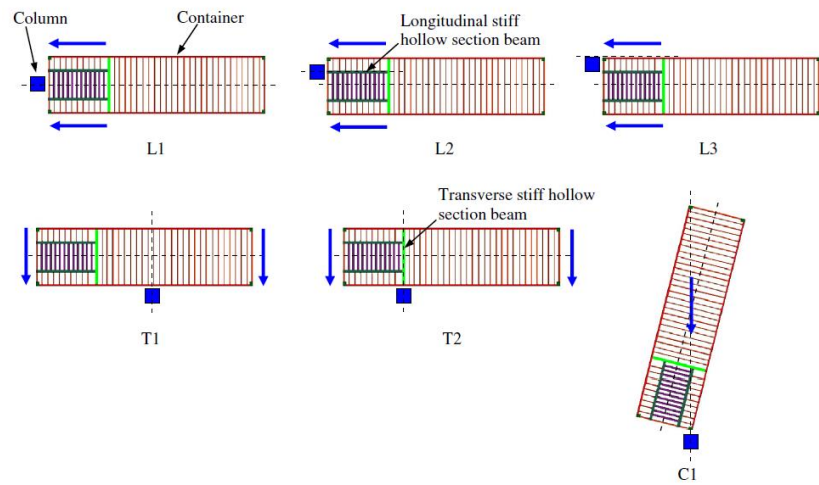 Column
Container
Longitudinal stiff
hollow section beam
L1
L2
L3
Transverse stiff hollow
section beam
T1
T2
C1